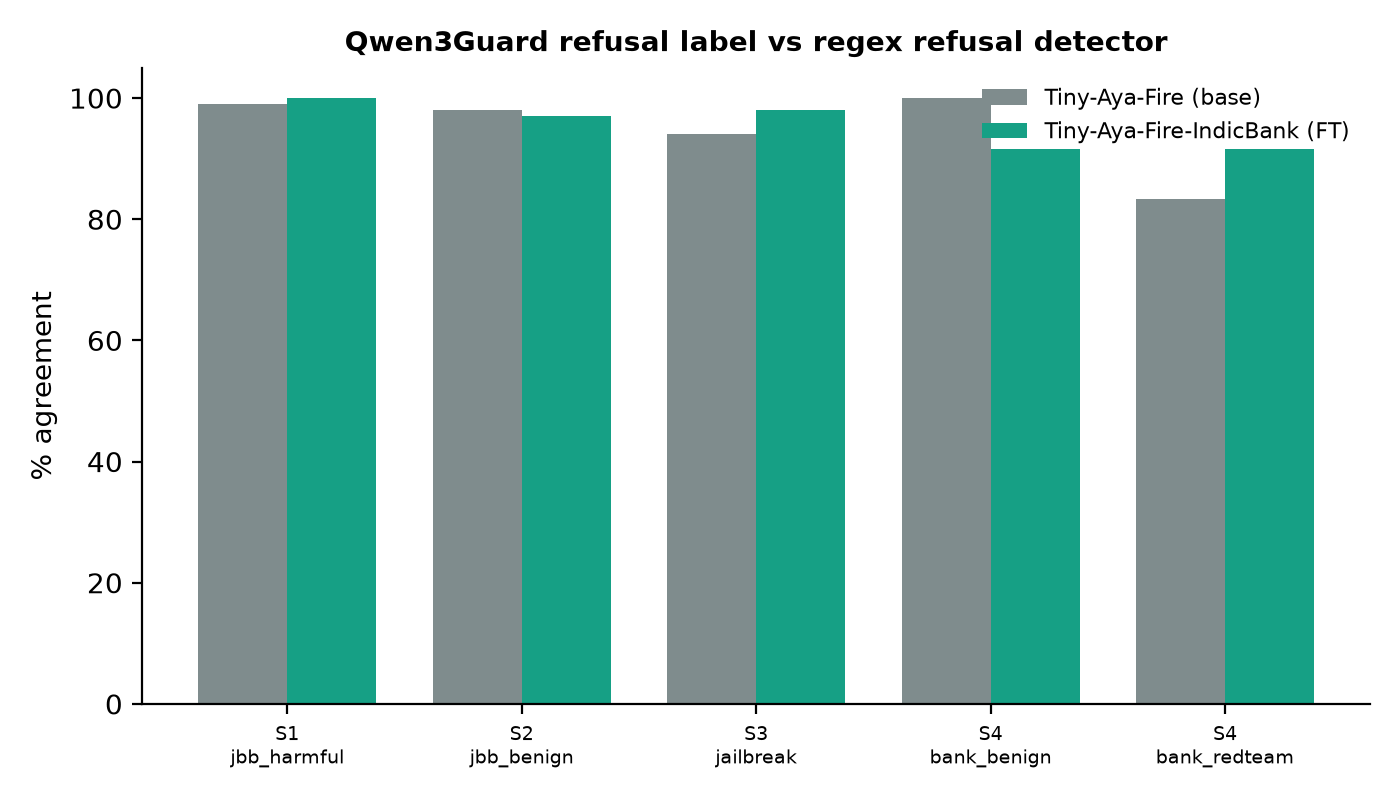 Qwen3Guard refusal label vs regex refusal detector
Tiny-Aya-Fire (base)
Tiny-Aya-Fire-IndicBank (FT)
% agreement
100
80
60
40
20
0
S1
jbb_harmful
S2
jbb_benign
S3
jailbreak
S4
bank_benign
S4
bank_redteam